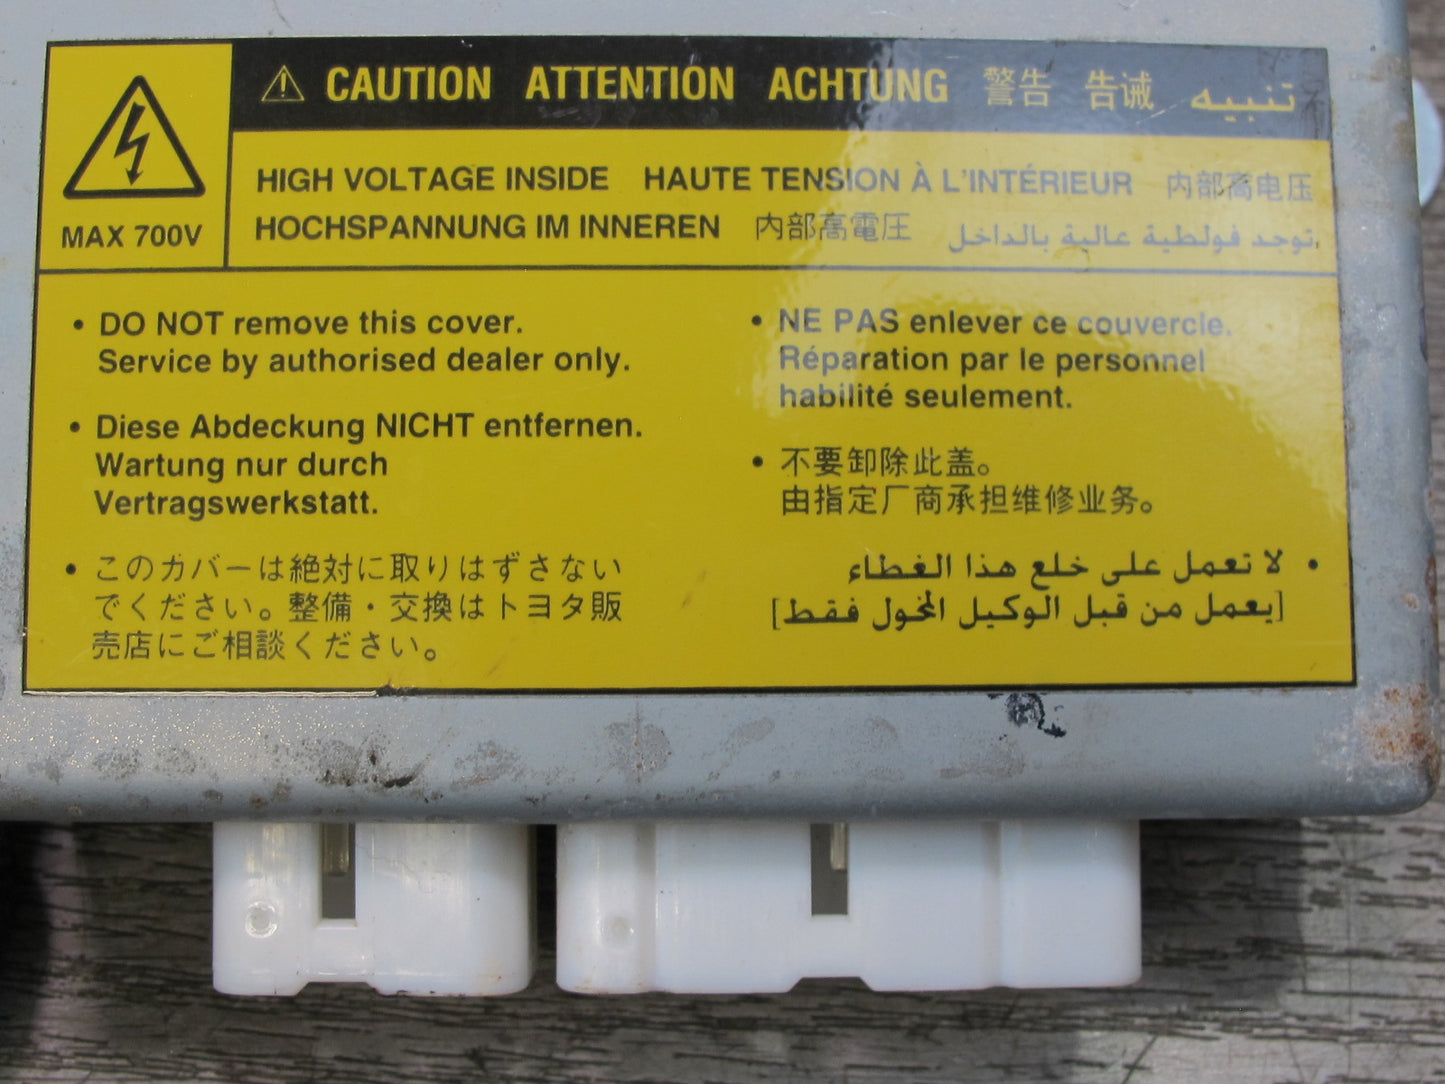 CAUTION ATTENTION ACHTUNG 警告 告诫 تنبيه
MAX 700V
HIGH VOLTAGE INSIDE HAUTE TENSION À L'INTÉRIEUR 内部高电压
HOCHSPANNUNG IM INNEREN 内部高電圧 توجد فولطية عالية بالداخل.
• DO NOT remove this cover.
Service by authorised dealer only.
• Diese Abdeckung NICHT entfernen.
Wartung nur durch
Vertragswerkstatt.
• このカバーは絶対に取りはずさない
でください。整備・交換はトヨタ販
売店にご相談ください。
• NE PAS enlever ce couvercle.
Réparation par le personnel
habilité seulement.
• 不要卸除此盖。
由指定厂商承担维修业务。
• لا تعمل على خلع هذا الغطاء
[يعمل من قبل الوكيل المخول فقط]